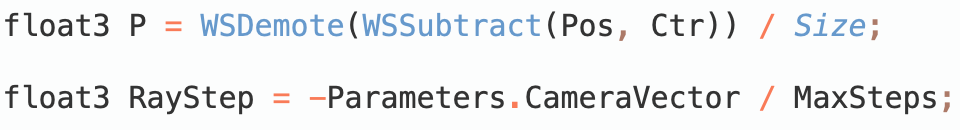 float3 P = WSDemote(WSSubtract(Pos, Ctr)) / Size;
float3 RayStep = -Parameters.CameraVector / MaxSteps;